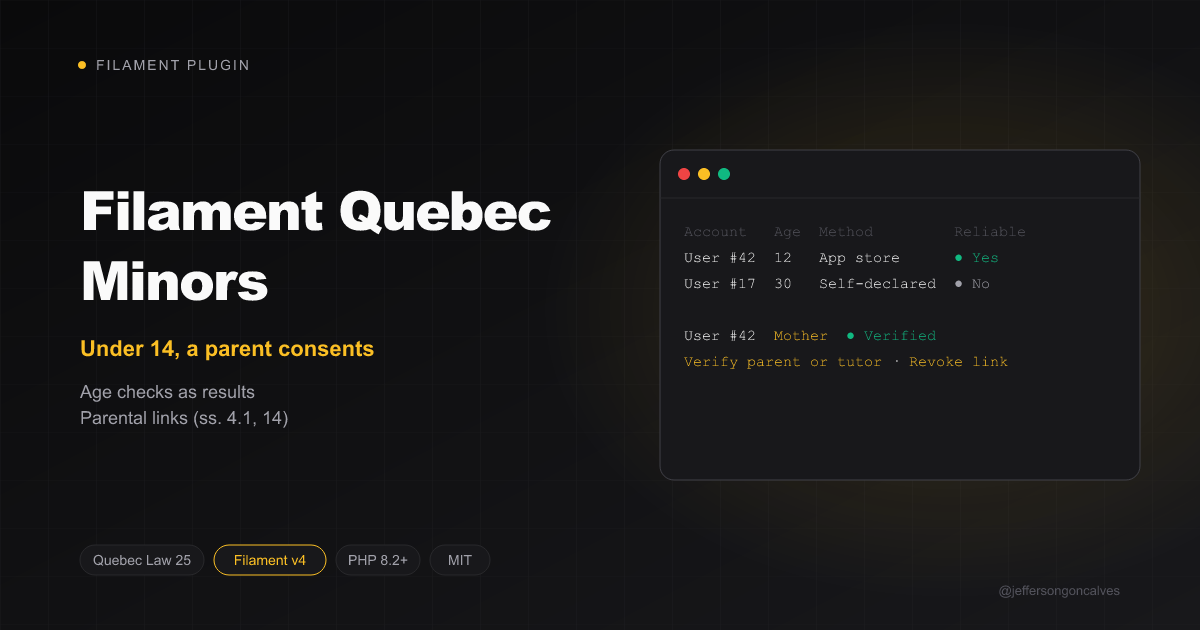 FILAMENT PLUGIN
Filament Quebec
Minors
Under 14, a parent consents
Age checks as results
Parental links (ss. 4.1, 14)
Account Age Method Reliable
User #42 12 App store ● Yes
User #17 30 Self-declared ● No
User #42 Mother ● Verified
Verify parent or tutor · Revoke link
Quebec Law 25 Filament v4 PHP 8.2+ MIT
@jeffersongoncalves